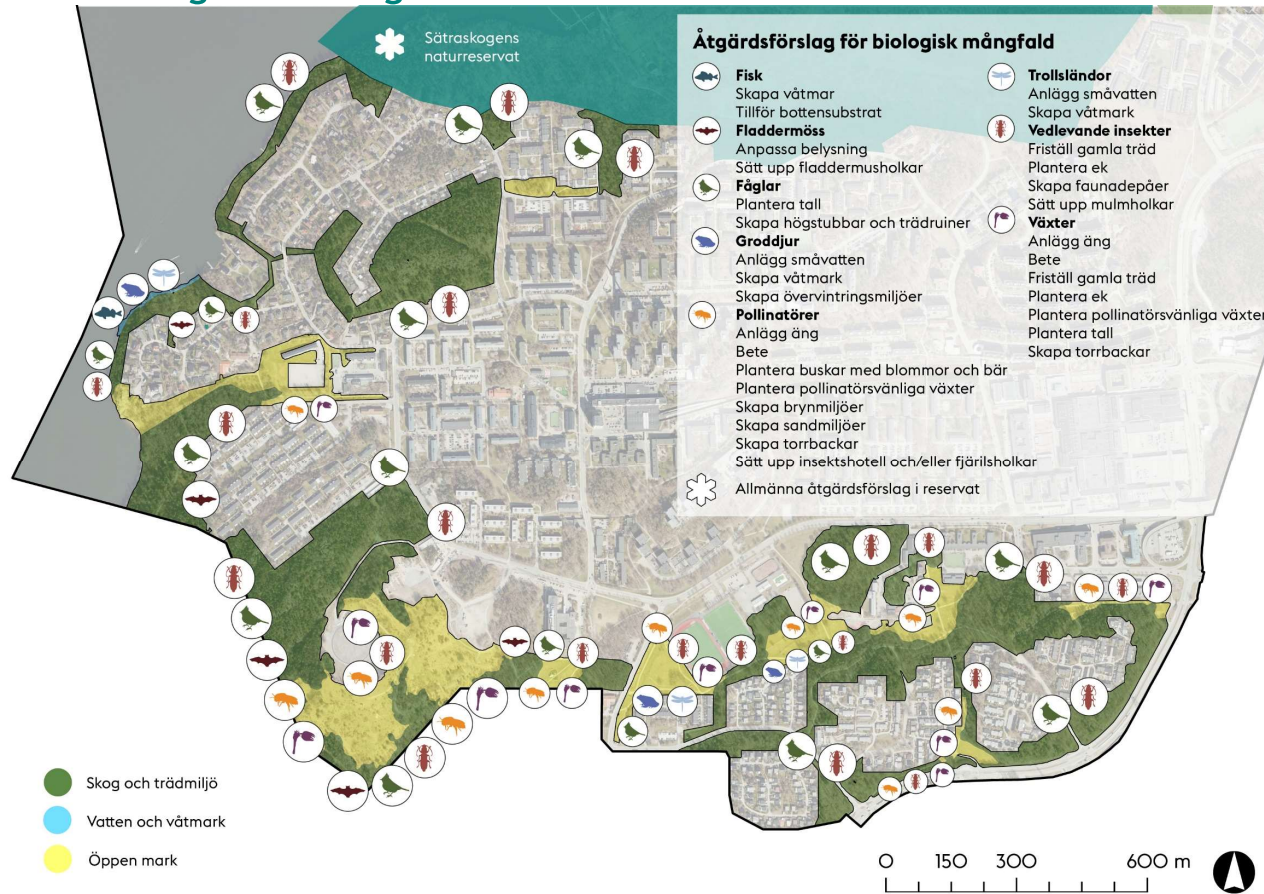 Sätraskogens
naturreservat
Åtgärdsförslag för biologisk mångfald
Fisk
Skapa våtmar
Tillför bottensubstrat
Fladdermöss
Anpassa belysning
Sätt upp fladdermusholkar
Fåglar
Plantera tall
Skapa högstubbar och trädruiner
Groddjur
Anlägg småvatten
Skapa våtmark
Skapa övervintringsmiljöer
Pollinatörer
Anlägg äng
Bete
Plantera buskar med blommor och bär
Plantera pollinatörsvänliga växter
Skapa brynmiljöer
Skapa sandmiljöer
Skapa torrbackar
Sätt upp insektshotell och/eller fjärilsholkar
Allmänna åtgärdsförslag i reservat
Trollsländor
Anlägg småvatten
Skapa våtmark
Vedlevande insekter
Friställ gamla träd
Plantera ek
Skapa faunadepåer
Sätt upp mulmholkar
Växter
Anlägg äng
Bete
Friställ gamla träd
Plantera ek
Plantera pollinatörsvänliga växter
Plantera tall
Skapa torrbackar
Skog och trädmiljö
Vatten och våtmark
Öppen mark
0 150 300 600 m